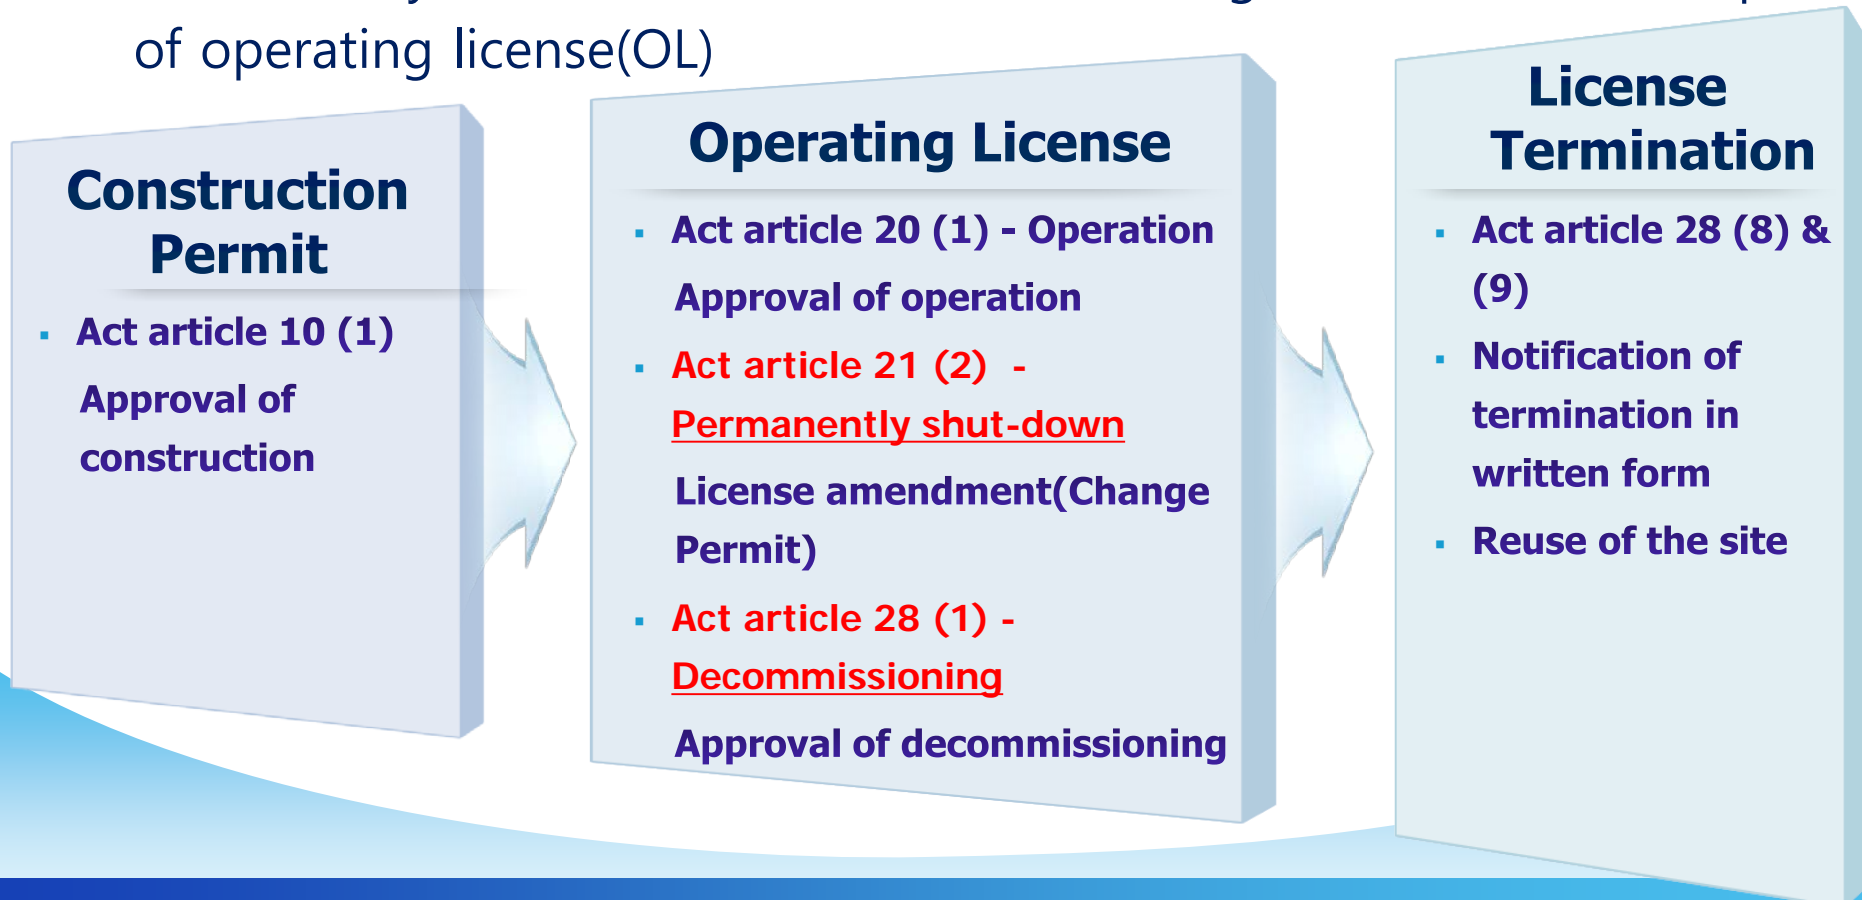 of operating license(OL)
Construction
Permit
▪ Act article 10 (1)
Approval of
construction
Operating License
▪ Act article 20 (1) - Operation
Approval of operation
▪ Act article 21 (2) -
Permanently shut-down
License amendment(Change
Permit)
▪ Act article 28 (1) -
Decommissioning
Approval of decommissioning
License
Termination
▪ Act article 28 (8) &
(9)
▪ Notification of
termination in
written form
▪ Reuse of the site